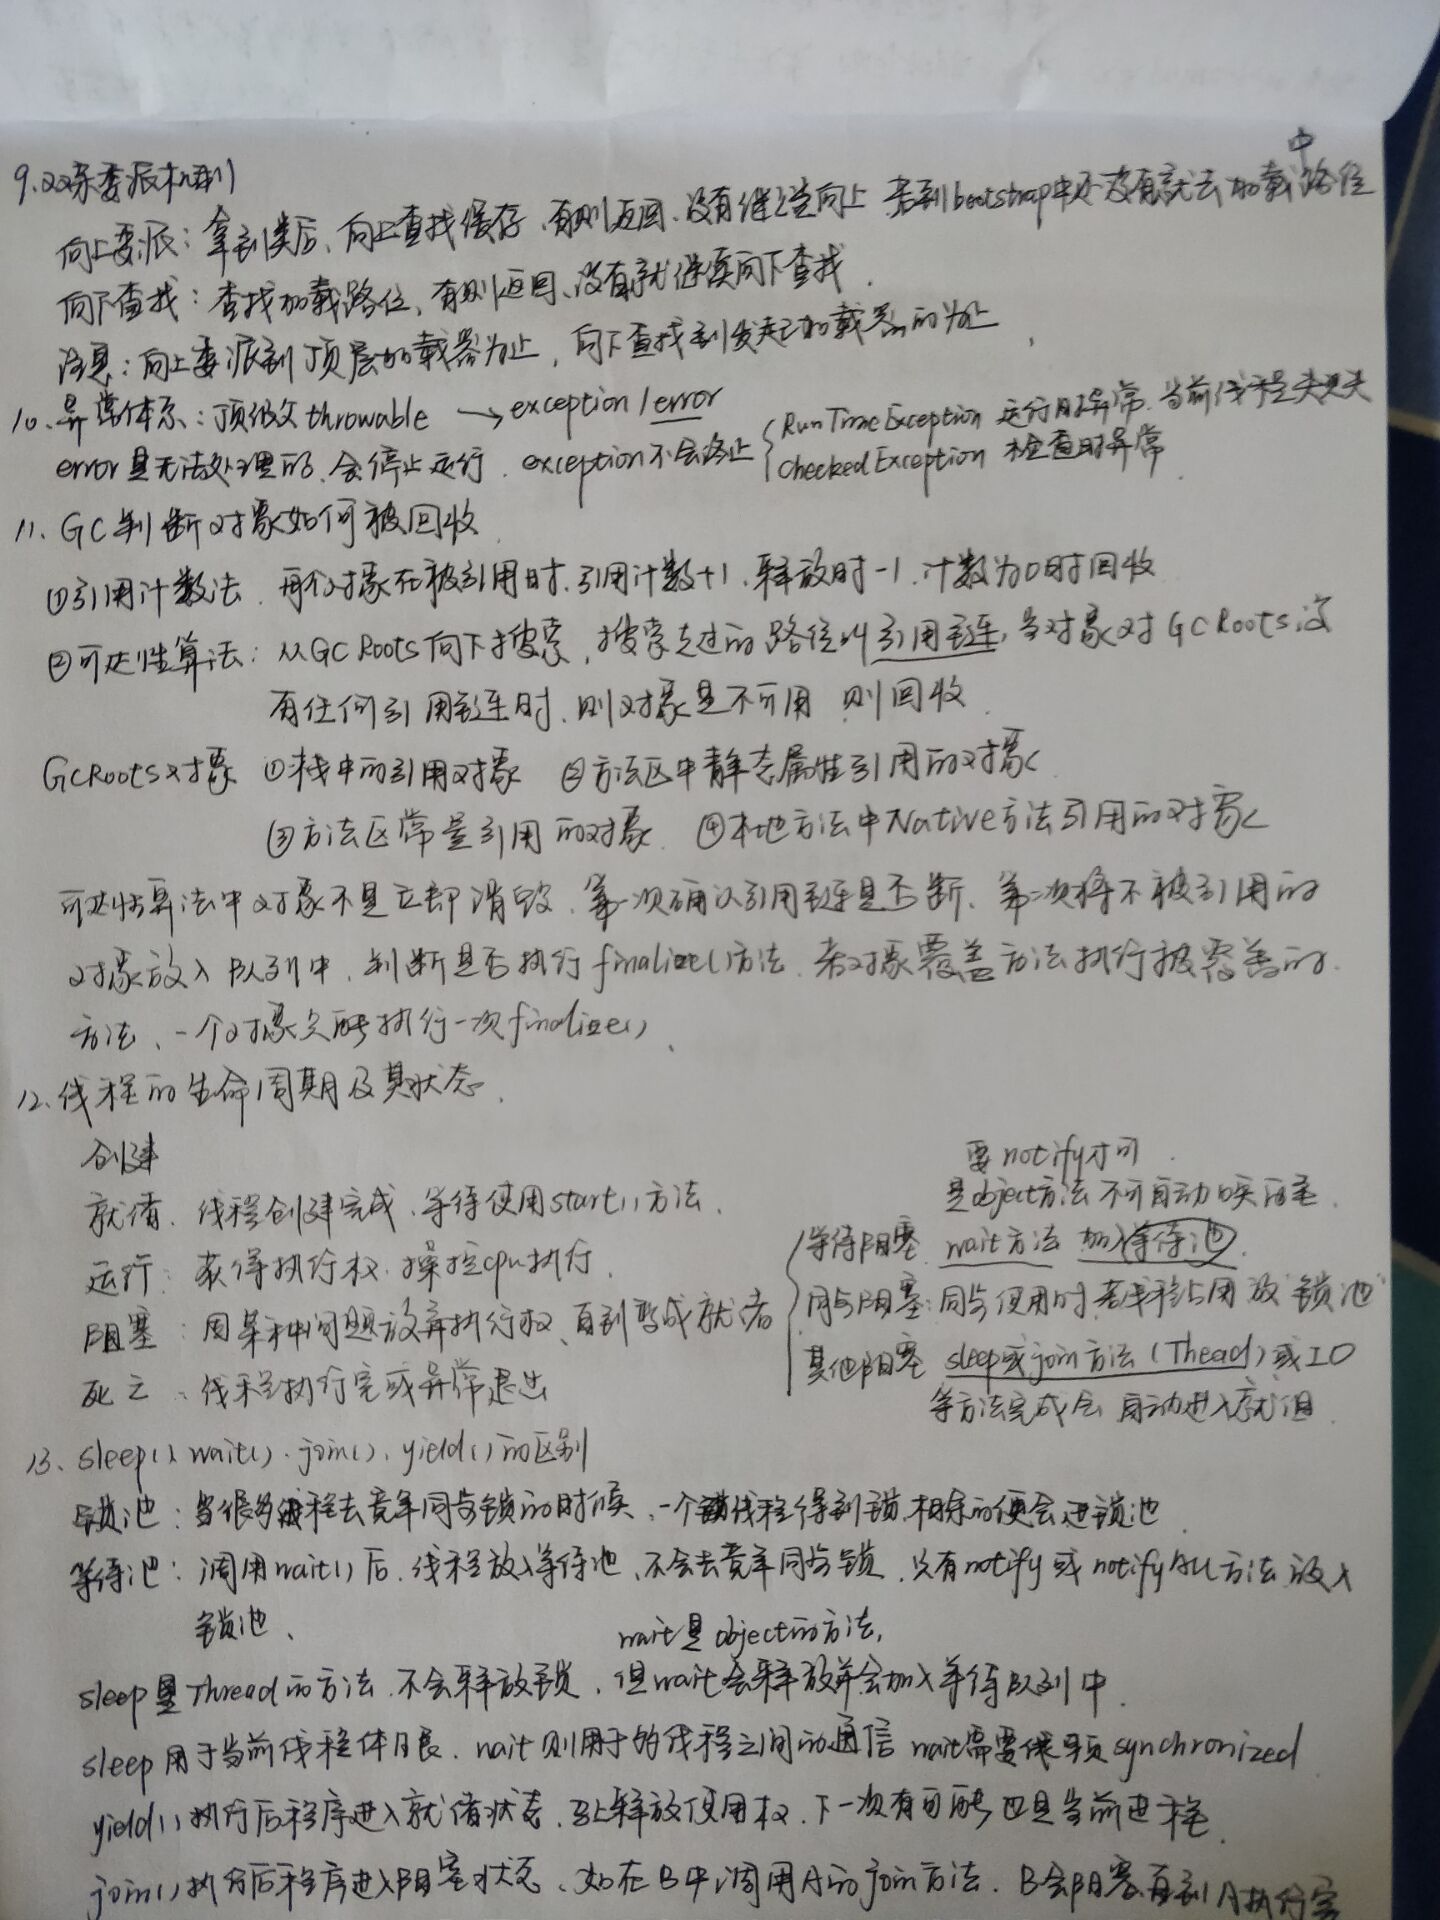 9.双亲委派机制
向上委派：拿到类后、向上查找缓存、有则返回、没有继续向上 若到bootstrap中还没有就去加载路径中
向下查找：查找加载路径、有则返回、没有就继续向下查找.
注意：向上委派到顶层加载器为止，向下查找到发起加载器的为止、
10、异常体系：顶级父throwable → exception / error
error是无法处理的、会停止运行、exception不会终止 RunTimeException 运行时异常、当前线程失败
CheckedException 检查时异常.
11、GC判断对象如何被回收.
①引用计数法、每个对象在被引用时、引用计数+1、释放时-1、计数为0时回收
②可达性算法：从GC Roots向下搜索，搜索走过的路径叫引用链，当对象对GC Roots没
有任何引用链时、则对象是不可用 则回收.
GCRoots对象 ①栈中的引用对象 ②方法区中静态属性引用的对象
③方法区常量引用的对象、④本地方法中Native方法引用的对象
可达性算法中对象不是立即消毁、第一次确认引用链是否断、第二次将不被引用的
对象放入队列中、判断是否执行finalize()方法、若对象覆盖方法执行被覆盖的
方法、一个对象只能执行一次finalize()、
12、线程的生命周期及其状态.
创建
就绪、线程创建完成、等待使用start()方法、
运行：获得执行权、操控cpu执行、
阻塞：因某种问题放弃执行权、直到变成就绪
死亡：线程执行完或异常退出
要notify才可.
是object方法 不可自动唤醒.
等待阻塞 wait方法 加入等待池.
同步阻塞：同步使用时若线程占用放"锁池"
其他阻塞 sleep或join方法（Thead）或IO
等方法完成会 自动进入就绪.
13、sleep()、wait()、join()、yield()的区别
锁池：当很多线程去竞争同步锁的时候、一个线程得到锁、相余的便会进锁池.
等待池：调用wait()后、线程放入等待池、不会去竞争同步锁、只有notify或notifyAll方法、放入
锁池、
wait是object的方法，
sleep是Thread的方法、不会释放锁、但wait会释放并会加入等待队列中.
sleep用于当前线程休眠、wait则用于的线程之间的通信 wait需要依赖synchronized
yield()执行后程序进入就绪状态、马上释放使用权、下一次有可能也是当前进程.
join()执行后程序进入阻塞状态、如在B中调用A的join方法、B会阻塞直到A执行完